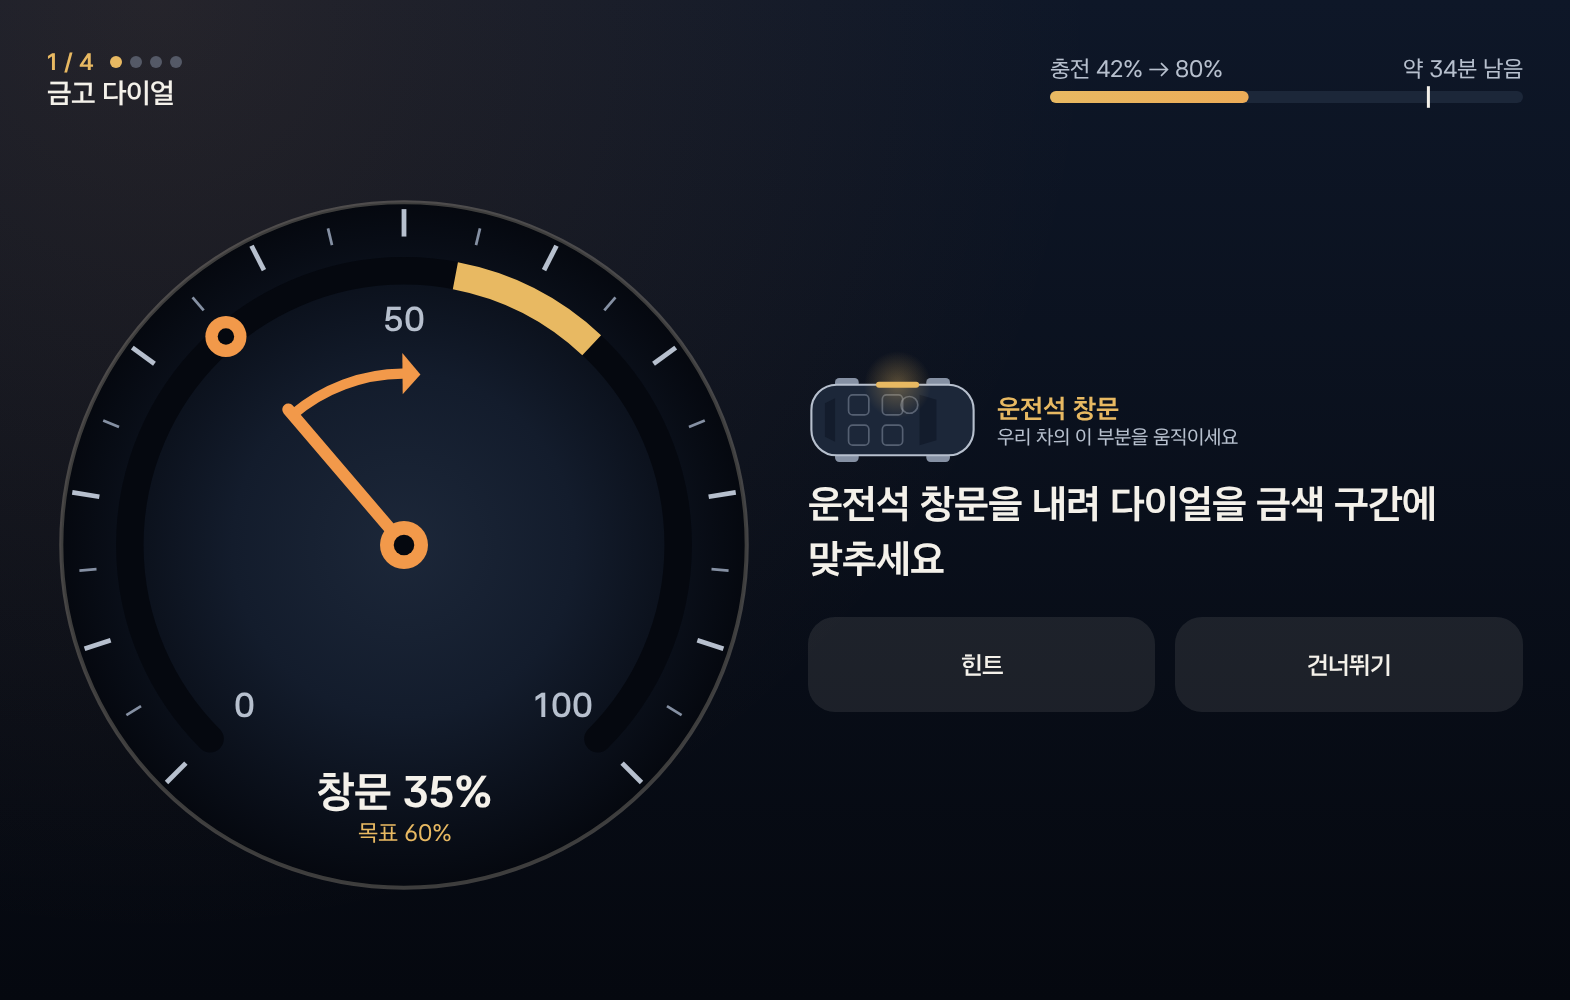 1 / 4
금고 다이얼
충전 42% → 80%
약 34분 남음
50
0
100
창문 35%
목표 60%
운전석 창문
우리 차의 이 부분을 움직이세요
운전석 창문을 내려 다이얼을 금색 구간에
맞추세요
힌트
건너뛰기